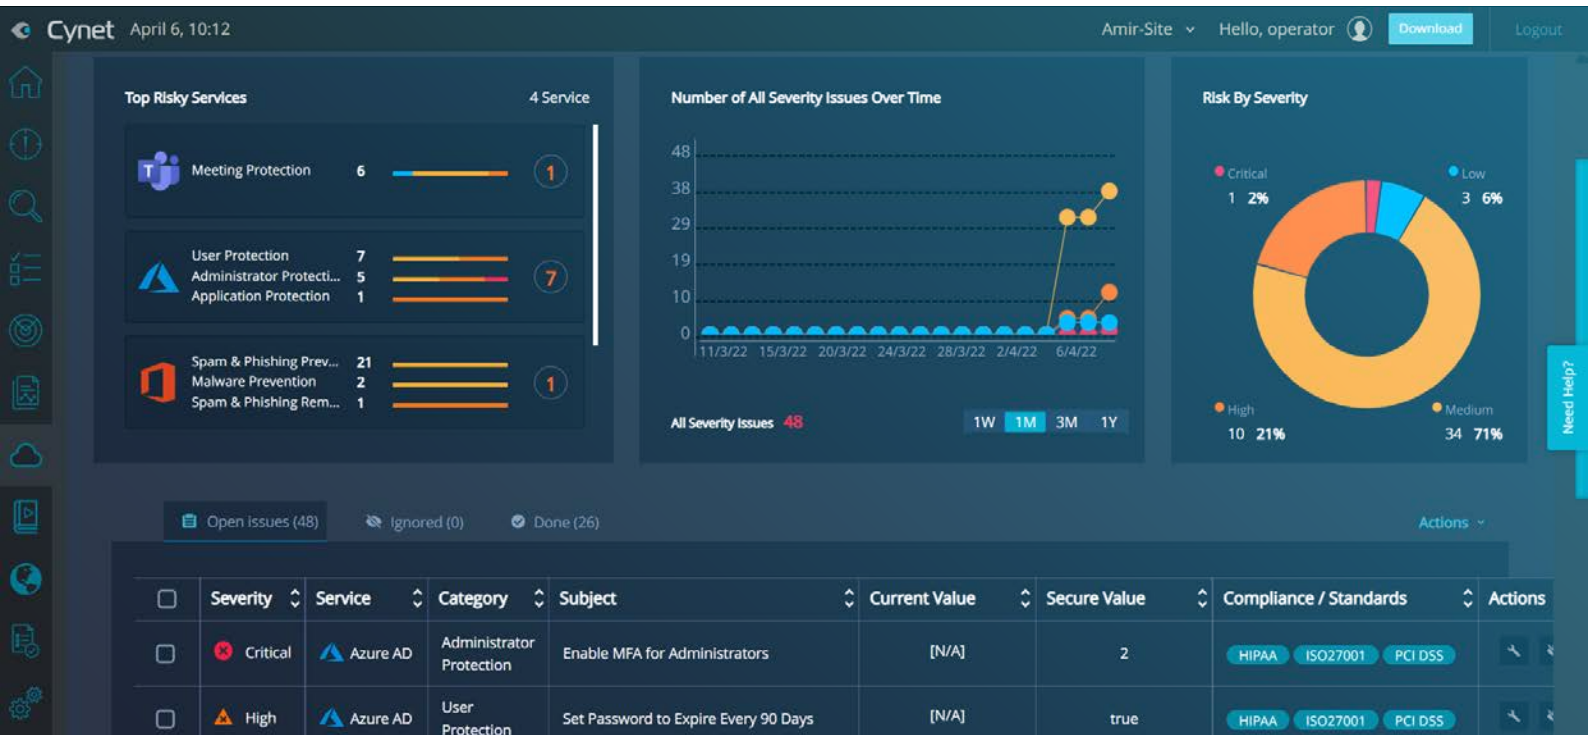 Cynet April 6, 10:12
Amir-Site Hello, operator Download Logout
Top Risky Services 4 Service
T Meeting Protection 6 1
User Protection 7
Administrator Protecti... 5
Application Protection 1
7
Spam & Phishing Prev... 21
Malware Prevention 2
Spam & Phishing Rem... 1
1
Number of All Severity Issues Over Time
48
38
29
19
10
0
11/3/22 15/3/22 20/3/22 24/3/22 28/3/22 2/4/22 6/4/22
All Severity Issues 48 1W 1M 3M 1Y
Risk By Severity
Critical
1 2%
Low
3 6%
High
10 21%
Medium
34 71%
Need Help?
Open issues (48) Ignored (0) Done (26) Actions
Severity Service Category Subject Current Value Secure Value Compliance / Standards Actions
Critical Azure AD Administrator Protection Enable MFA for Administrators [N/A] 2 HIPAA ISO27001 PCI DSS
High Azure AD User Protection Set Password to Expire Every 90 Days [N/A] true HIPAA ISO27001 PCI DSS